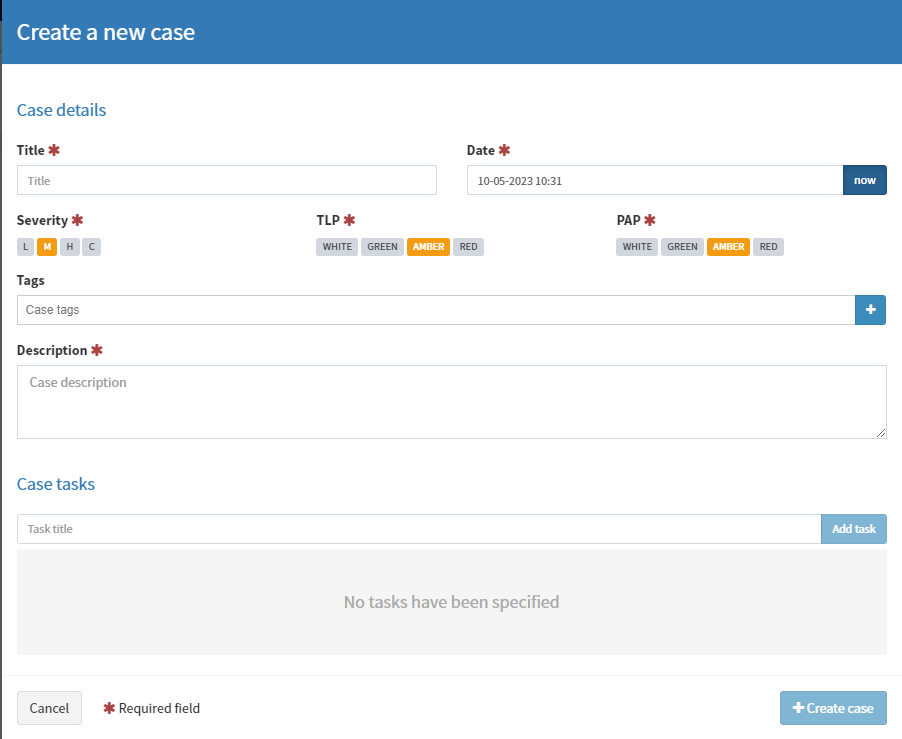 Create a new case
Case details
Title ✱
Date ✱
Title
10-05-2023 10:31
now
Severity ✱
TLP ✱
PAP ✱
L M H C
WHITE GREEN AMBER RED
WHITE GREEN AMBER RED
Tags
Case tags
+
Description ✱
Case description
Case tasks
Task title
Add task
No tasks have been specified
Cancel
✱ Required field
+ Create case